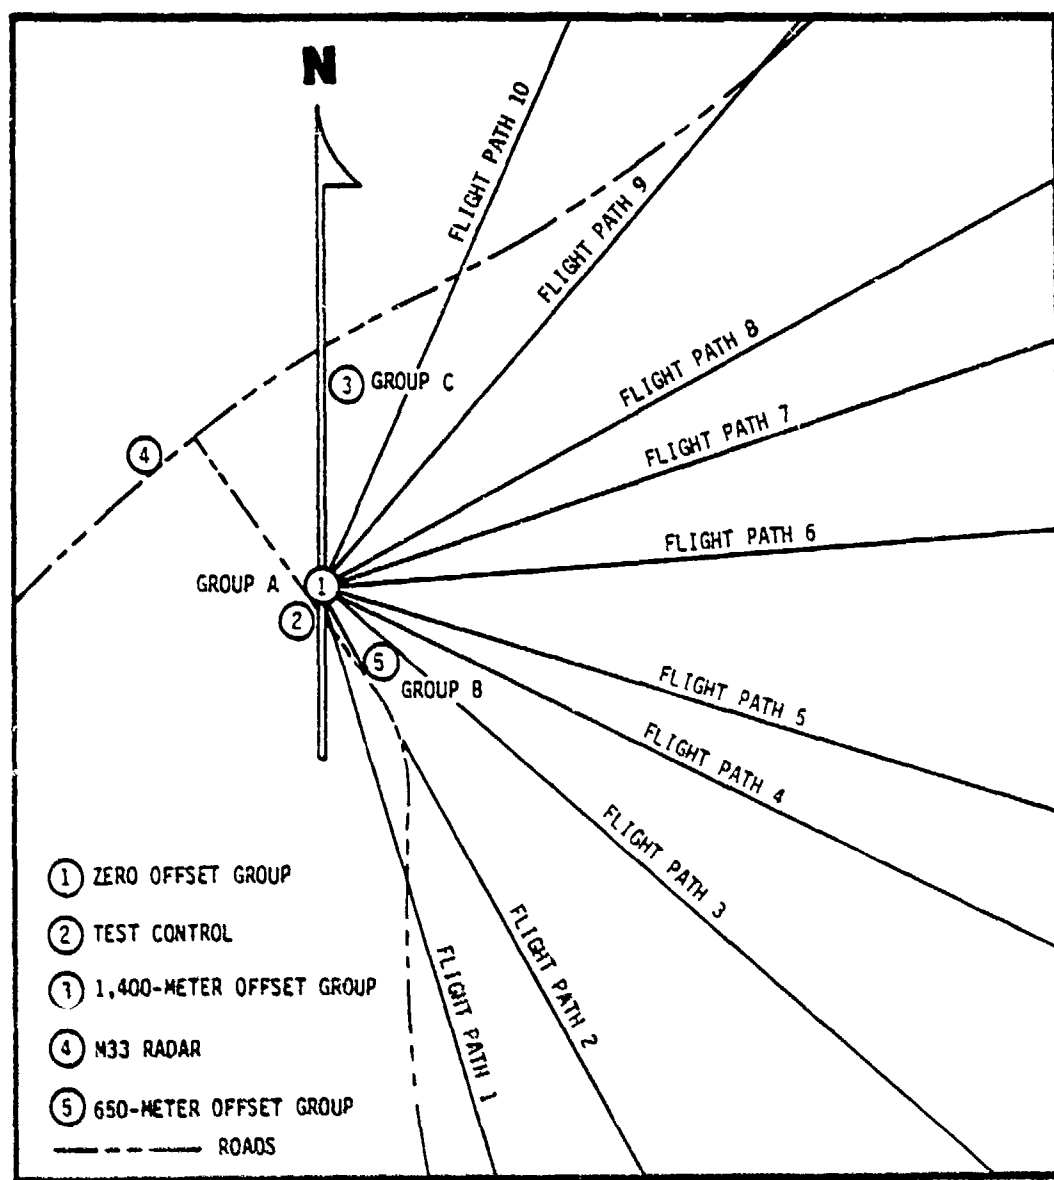 N
FLIGHT PATH 10
FLIGHT PATH 9
FLIGHT PATH 8
3 GROUP C
FLIGHT PATH 7
4
FLIGHT PATH 6
GROUP A 1
2
5
GROUP B
FLIGHT PATH 5
FLIGHT PATH 4
FLIGHT PATH 3
FLIGHT PATH 2
FLIGHT PATH 1
1 ZERO OFFSET GROUP
2 TEST CONTROL
3 1,400-METER OFFSET GROUP
4 M33 RADAR
5 650-METER OFFSET GROUP
ROADS